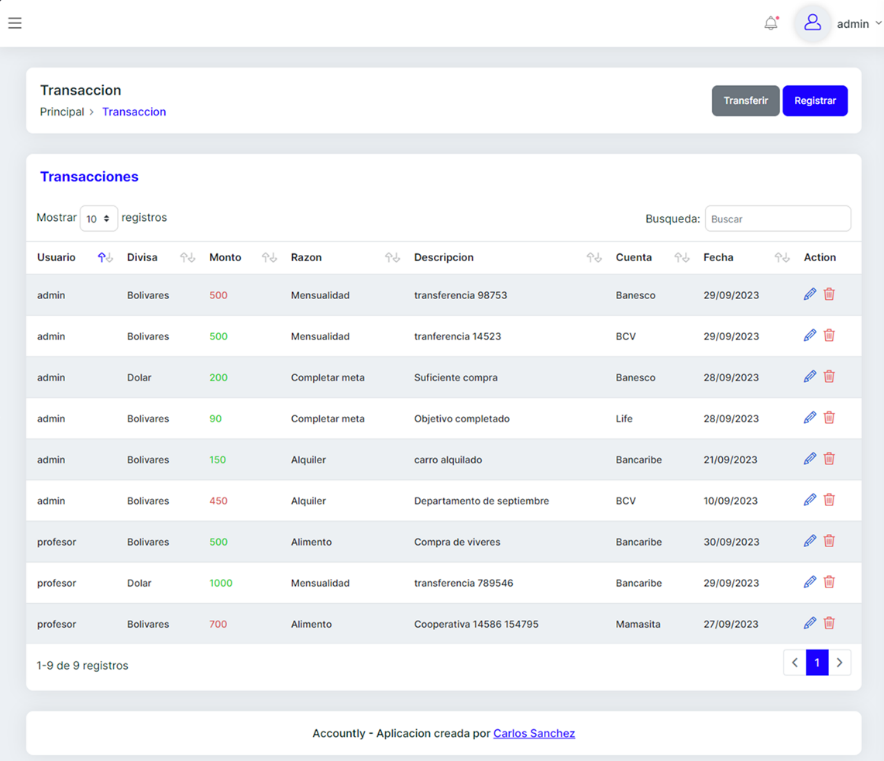 admin
Transaccion
Principal > Transaccion
Transferir Registrar
Transacciones
Mostrar 10 registros Busqueda: Buscar
Usuario Divisa Monto Razon Descripcion Cuenta Fecha Action
admin Bolivares 500 Mensualidad transferencia 98753 Banesco 29/09/2023
admin Bolivares 500 Mensualidad tranferencia 14523 BCV 29/09/2023
admin Dolar 200 Completar meta Suficiente compra Banesco 28/09/2023
admin Bolivares 90 Completar meta Objetivo completado Life 28/09/2023
admin Bolivares 150 Alquiler carro alquilado Bancaribe 21/09/2023
admin Bolivares 450 Alquiler Departamento de septiembre BCV 10/09/2023
profesor Bolivares 500 Alimento Compra de viveres Bancaribe 30/09/2023
profesor Dolar 1000 Mensualidad transferencia 789546 Bancaribe 29/09/2023
profesor Bolivares 700 Alimento Cooperativa 14586 154795 Mamasita 27/09/2023
1-9 de 9 registros 1
Accountly - Aplicacion creada por Carlos Sanchez